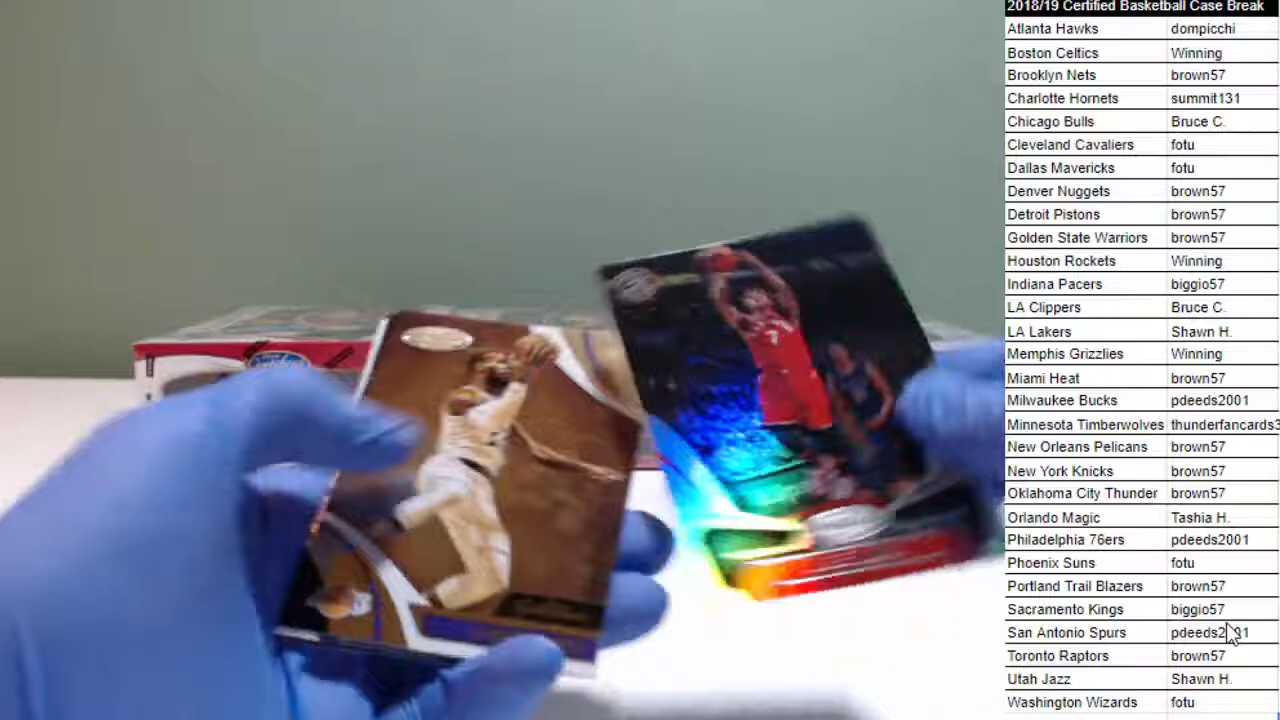 2018/19 Certified Basketball Case Break
Atlanta Hawks dompicchi
Boston Celtics Winning
Brooklyn Nets brown57
Charlotte Hornets summit131
Chicago Bulls Bruce C.
Cleveland Cavaliers fotu
Dallas Mavericks fotu
Denver Nuggets brown57
Detroit Pistons brown57
Golden State Warriors brown57
Houston Rockets Winning
Indiana Pacers biggio57
LA Clippers Bruce C.
LA Lakers Shawn H.
Memphis Grizzlies Winning
Miami Heat brown57
Milwaukee Bucks pdeeds2001
Minnesota Timberwolves thunderfancards3
New Orleans Pelicans brown57
New York Knicks brown57
Oklahoma City Thunder brown57
Orlando Magic Tashia H.
Philadelphia 76ers pdeeds2001
Phoenix Suns fotu
Portland Trail Blazers brown57
Sacramento Kings biggio57
San Antonio Spurs
Toronto Raptors brown57
Utah Jazz Shawn H.
Washington Wizards fotu